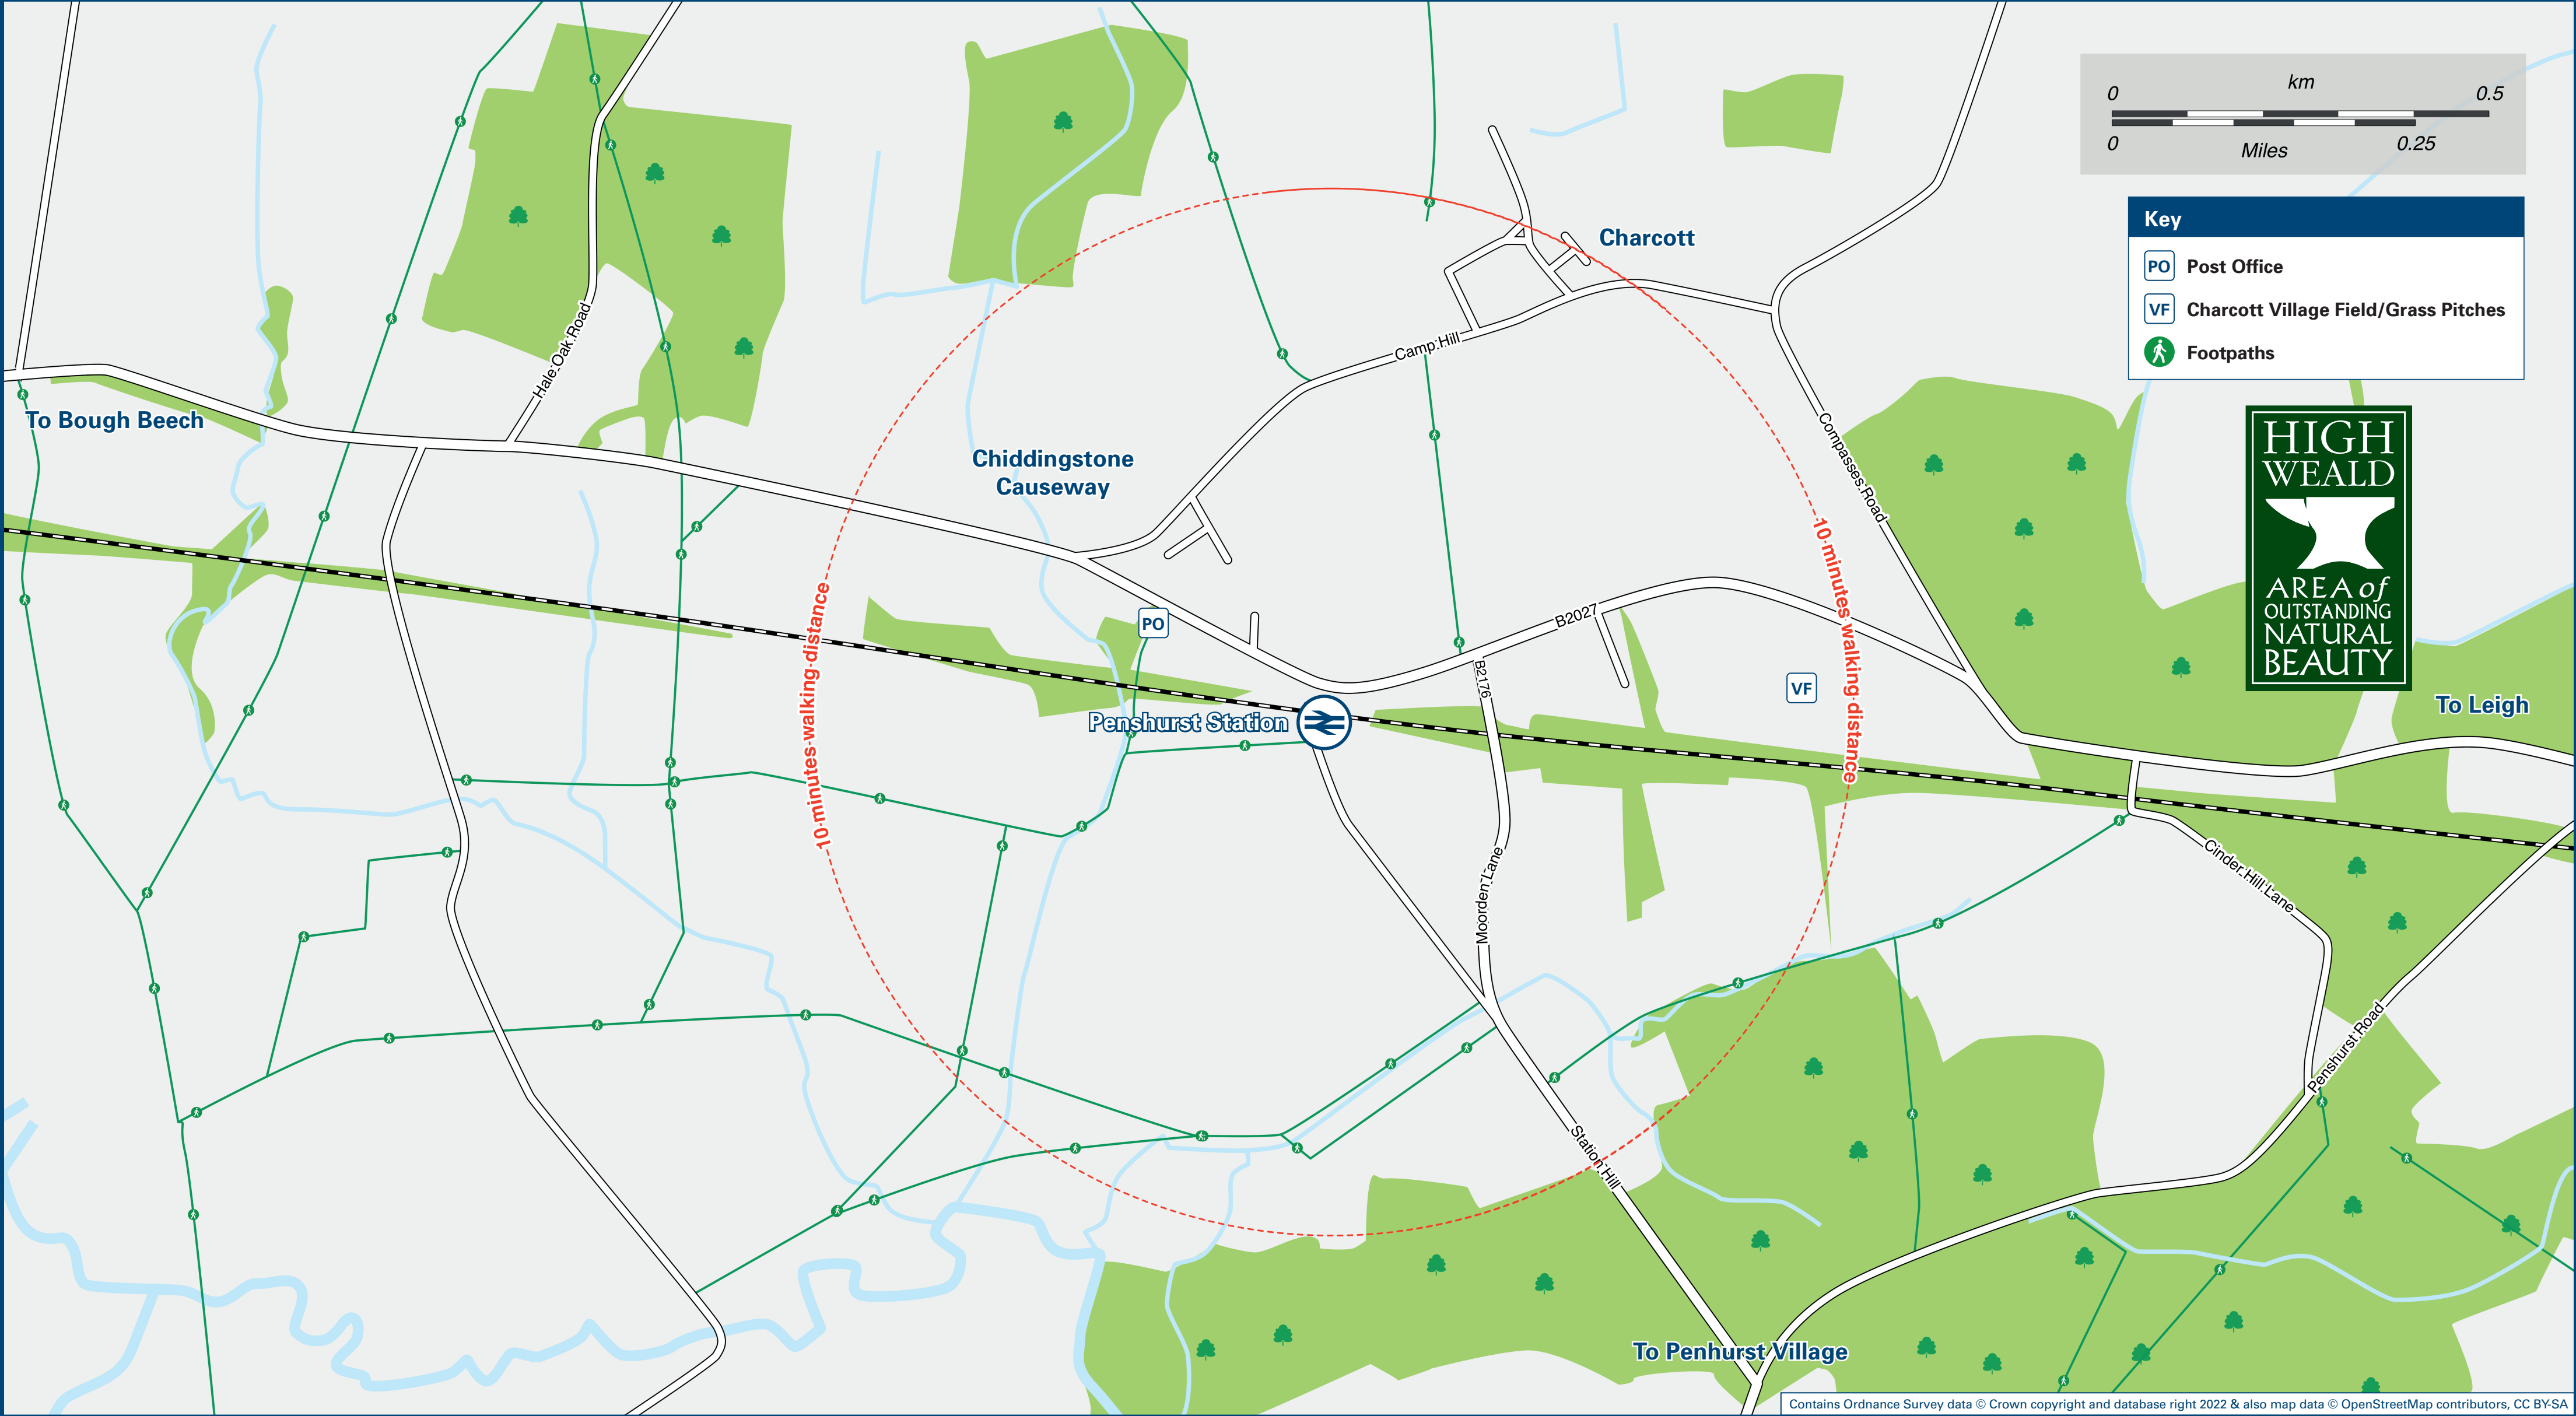 km
0 0.5
0 0.25
Miles
Key
PO Post Office
VF Charcott Village Field/Grass Pitches
Footpaths
HIGH
WEALD
AREA of
OUTSTANDING
NATURAL
BEAUTY
Charcott
Hale Oak Road
Camp Hill
To Bough Beech
Chiddingstone
Causeway
Compasses Road
10 minutes walking distance
10 minutes walking distance
PO
B2027
B2176
VF
Penshurst Station
To Leigh
Moorden Lane
Cinder Hill Lane
Penshurst Road
Station Hill
To Penhurst Village
Contains Ordnance Survey data © Crown copyright and database right 2022 & also map data © OpenStreetMap contributors, CC BY-SA